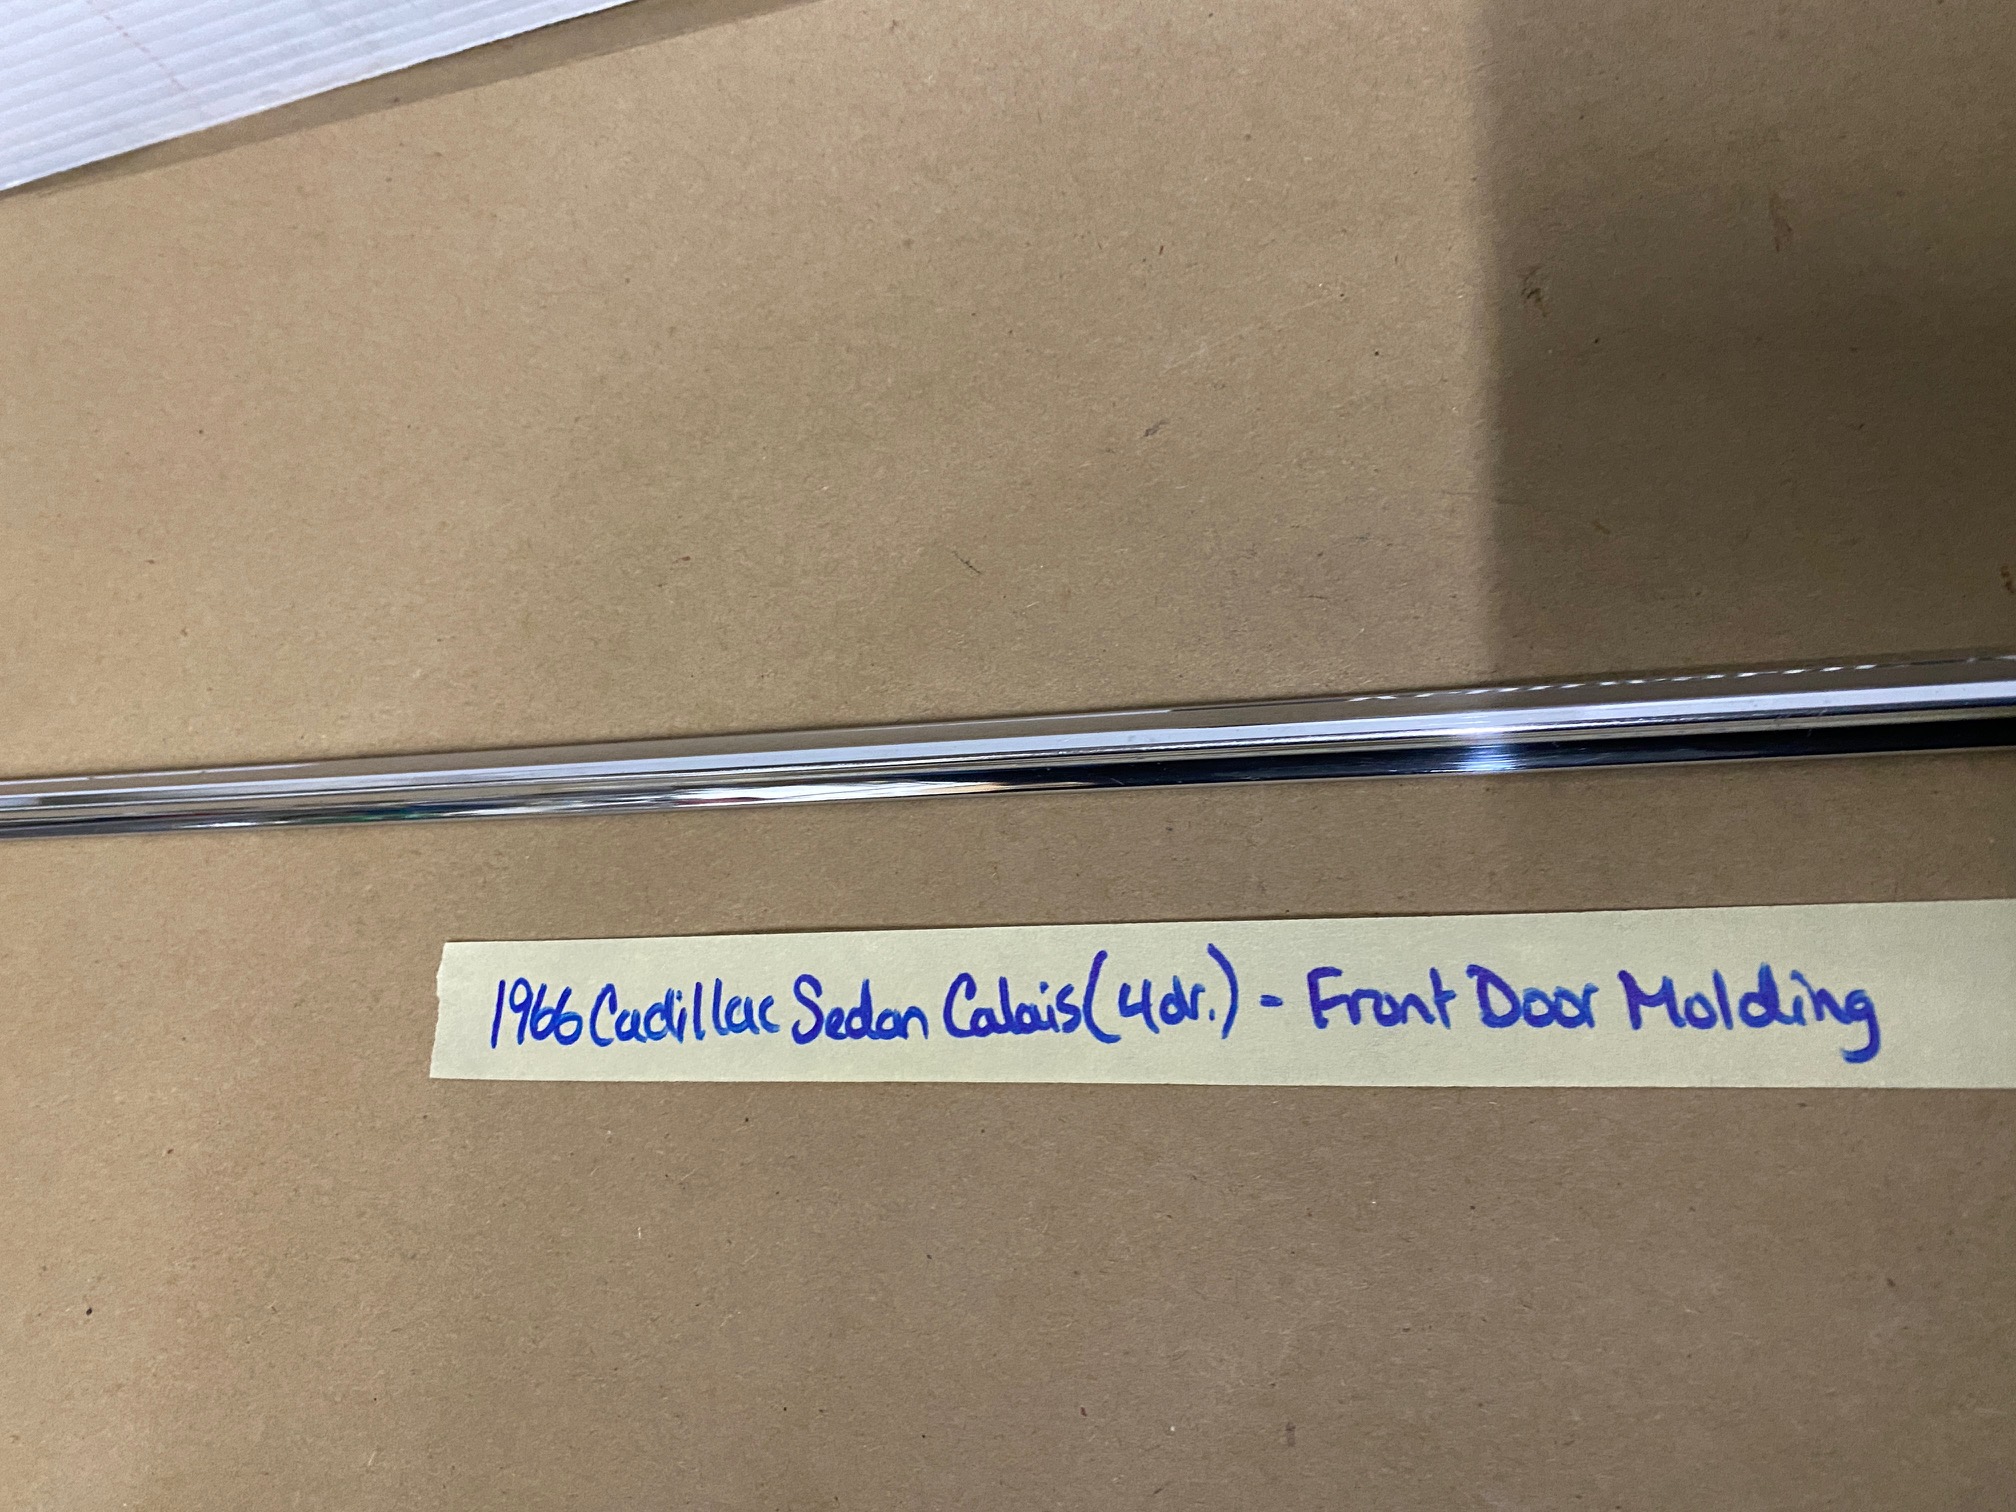 1966 Cadillac Sedan Calais (4dr.) - Front Door Molding